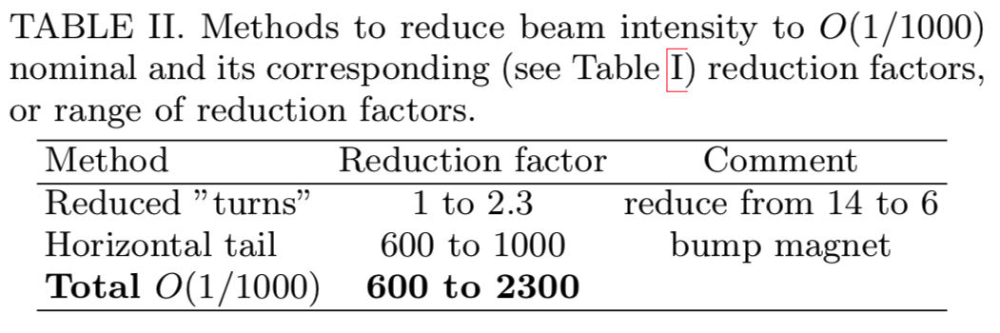 TABLE II. Methods to reduce beam intensity to O(1/1000)
nominal and its corresponding (see Table I) reduction factors,
or range of reduction factors.
Method Reduction factor Comment
Reduced ”turns” 1 to 2.3 reduce from 14 to 6
Horizontal tail 600 to 1000 bump magnet
Total O(1/1000) 600 to 2300